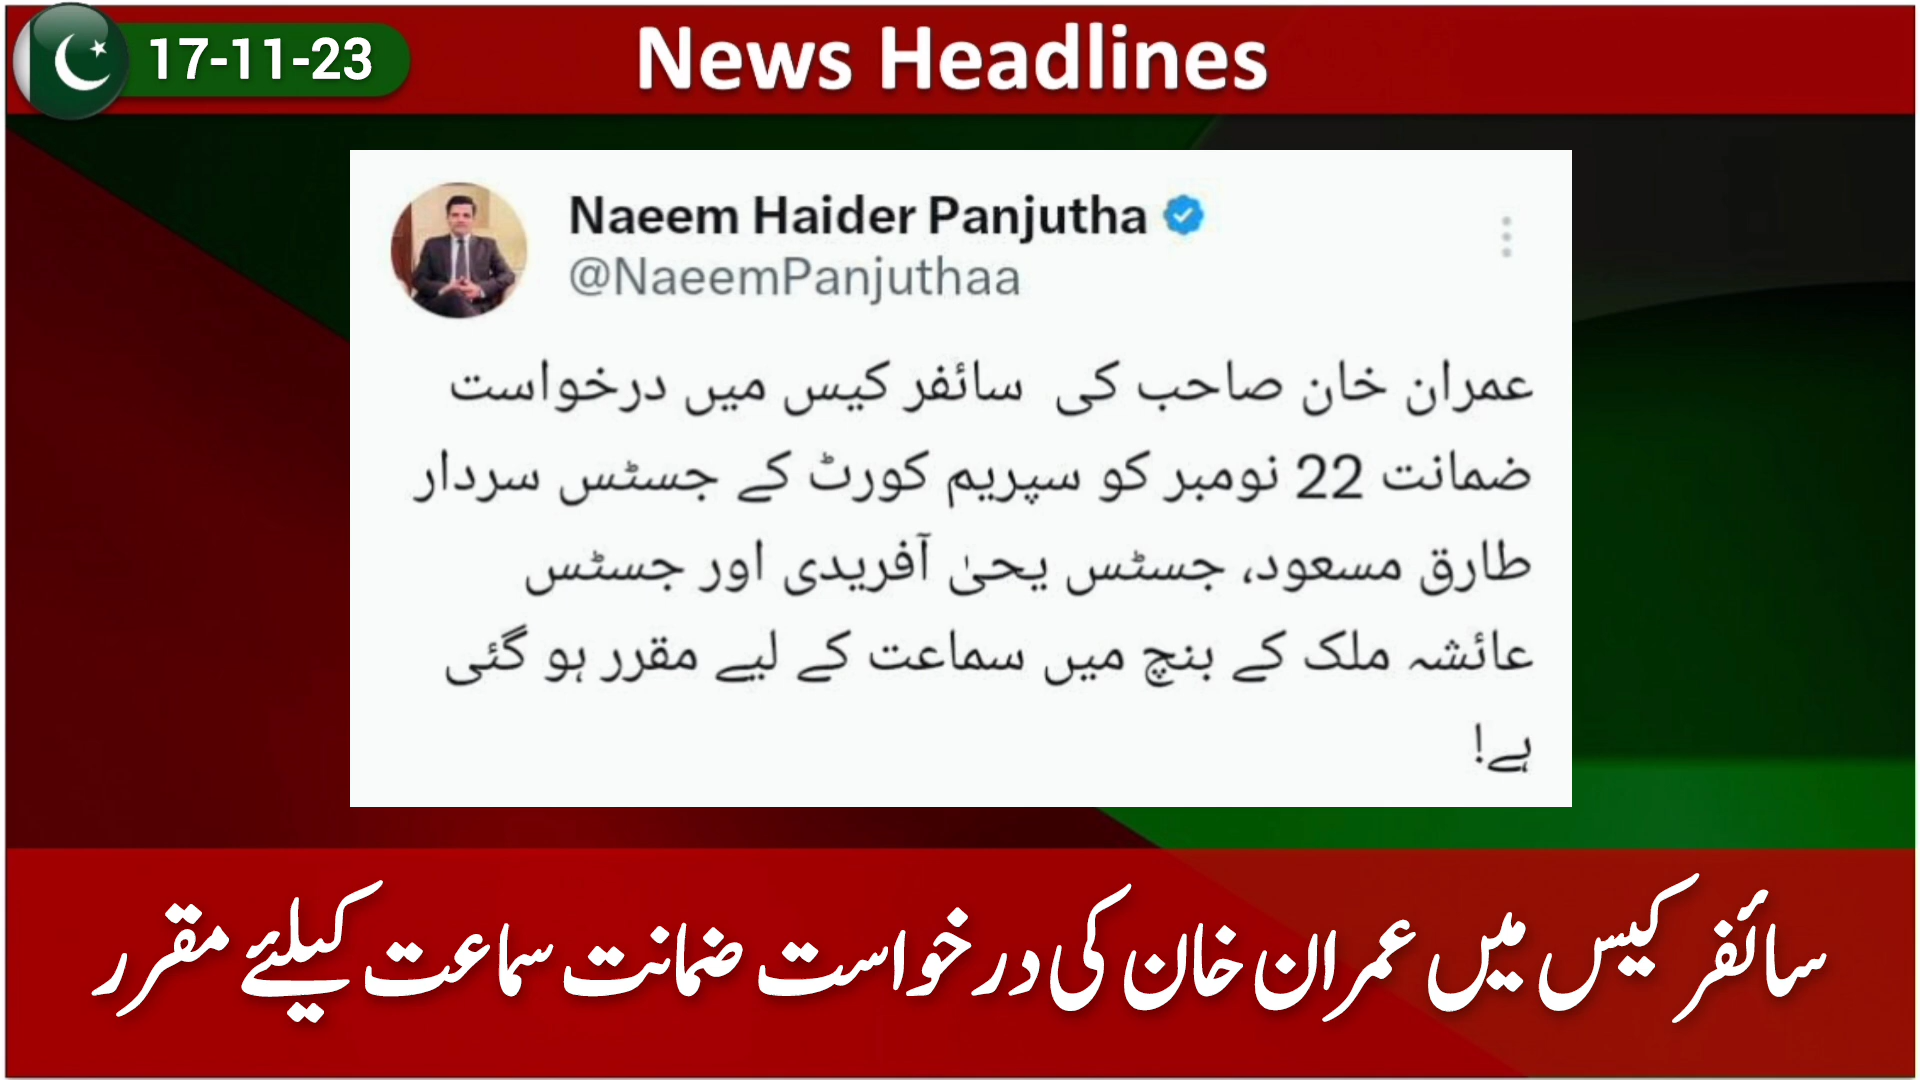 17-11-23
News Headlines
Naeem Haider Panjutha
@NaeemPanjuthaa
عمران خان صاحب کی سائفر کیس میں درخواست
ضمانت 22 نومبر کو سپریم کورٹ کے جسٹس سردار
طارق مسعود، جسٹس یحیٰ آفریدی اور جسٹس
عائشہ ملک کے بنچ میں سماعت کے لیے مقرر ہو گئی
ہے!
سائفر کیس میں عمران خان کی درخواست ضمانت سماعت کیلئے مقرر